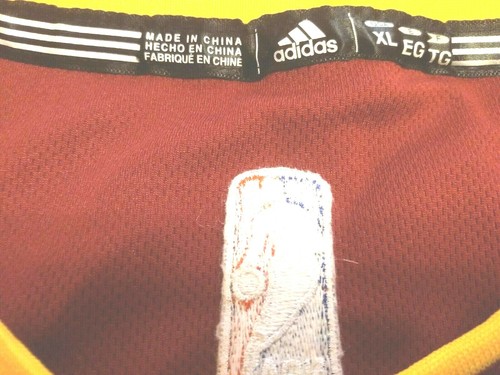 MADE IN CHINA
HECHO EN CHINA
FABRIQUÉ EN CHINE
adidas
XL EG TG